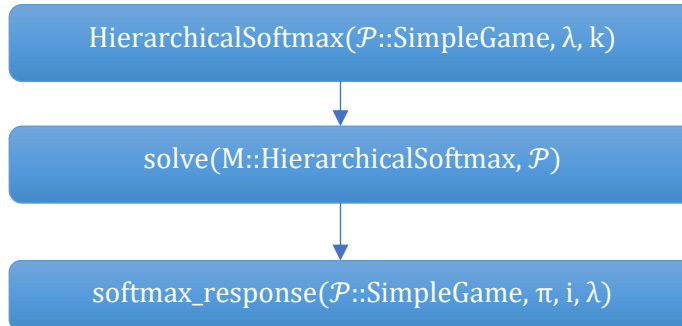 HierarchicalSoftmax(𝒫::SimpleGame, λ, k)
solve(M::HierarchicalSoftmax, 𝒫)
softmax_response(𝒫::SimpleGame, π, i, λ)